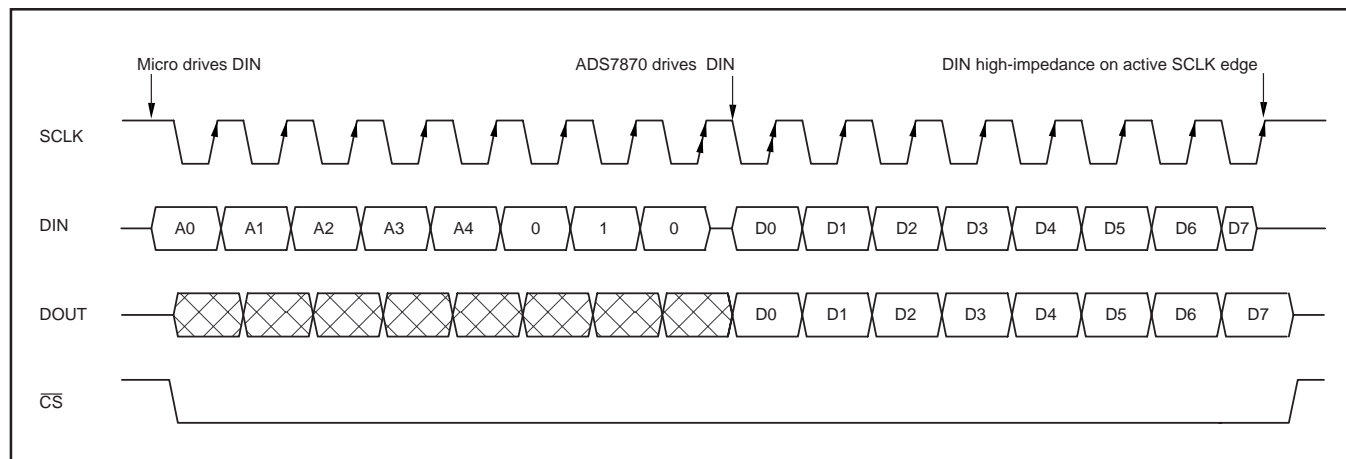 Micro drives DIN
ADS7870 drives DIN
DIN high-impedance on active SCLK edge
SCLK
DIN A0 A1 A2 A3 A4 0 1 0 D0 D1 D2 D3 D4 D5 D6 D7
DOUT D0 D1 D2 D3 D4 D5 D6 D7
C̅S̅